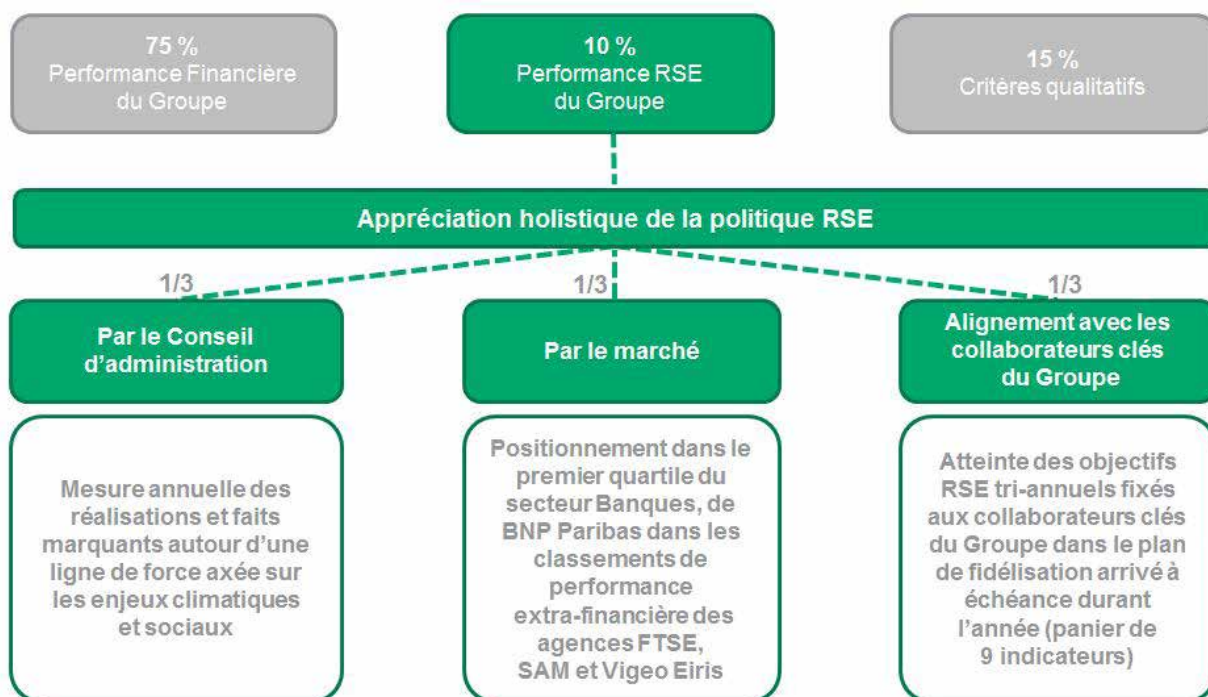 75 %
Performance Financière
du Groupe
10 %
Performance RSE
du Groupe
15 %
Critères qualitatifs
Appréciation holistique de la politique RSE
1/3
1/3
1/3
Par le Conseil
d'administration
Par le marché
Alignement avec les
collaborateurs clés
du Groupe
Mesure annuelle des
réalisations et faits
marquants autour d'une
ligne de force axée sur
les enjeux climatiques
et sociaux
Positionnement dans le
premier quartile du
secteur Banques, de
BNP Paribas dans les
classements de
performance
extra-financière des
agences FTSE,
SAM et Vigeo Eiris
Atteinte des objectifs
RSE tri-annuels fixés
aux collaborateurs clés
du Groupe dans le plan
de fidélisation arrivé à
échéance durant
l'année (panier de
9 indicateurs)